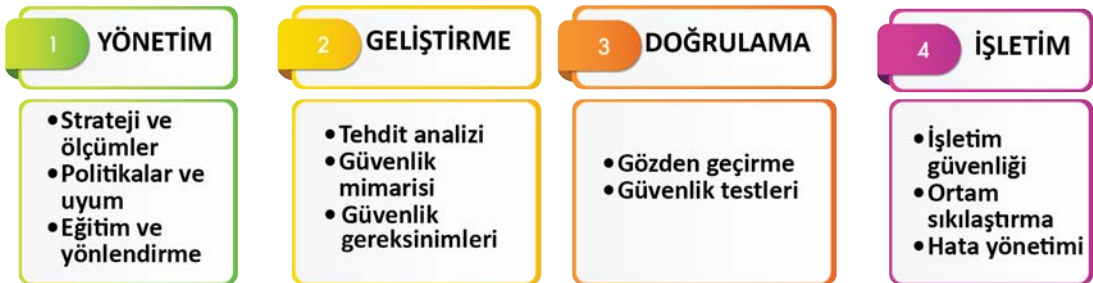 1 YÖNETİM
•Strateji ve
ölçümler
•Politikalar ve
uyum
•Eğitim ve
yönlendirme
2 GELİŞTİRME
•Tehdit analizi
•Güvenlik
mimarisi
• Güvenlik
gereksinimleri
3 DOĞRULAMA
•Gözden geçirme
•Güvenlik testleri
4 İŞLETİM
•İşletim
güvenliği
•Ortam
sıkılaştırma
•Hata yönetimi